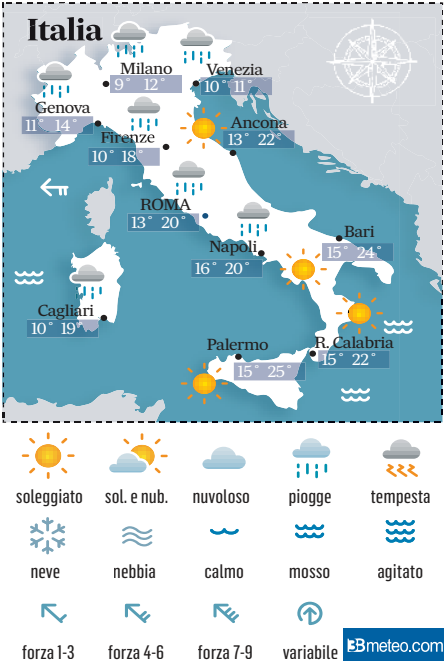 Italia
Milano
9° 12°
Venezia
10° 11°
Genova
11° 14°
Firenze
10° 18°
Ancona
13° 22°
ROMA
13° 20°
Napoli
16° 20°
Bari
15° 24°
Cagliari
10° 19°
Palermo
15° 25°
R. Calabria
15° 22°
soleggiato sol. e nub. nuvoloso piogge tempesta
neve nebbia calmo mosso agitato
forza 1-3 forza 4-6 forza 7-9 variabile
3Bmeteo.com